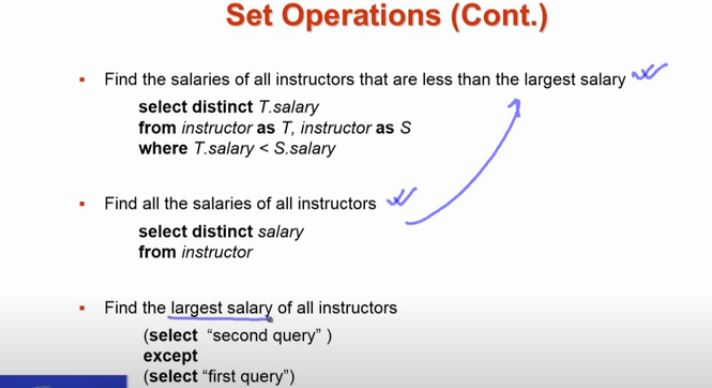 Set Operations (Cont.)
▪ Find the salaries of all instructors that are less than the largest salary
select distinct T.salary
from instructor as T, instructor as S
where T.salary < S.salary
▪ Find all the salaries of all instructors
select distinct salary
from instructor
▪ Find the largest salary of all instructors
(select “second query” )
except
(select “first query”)